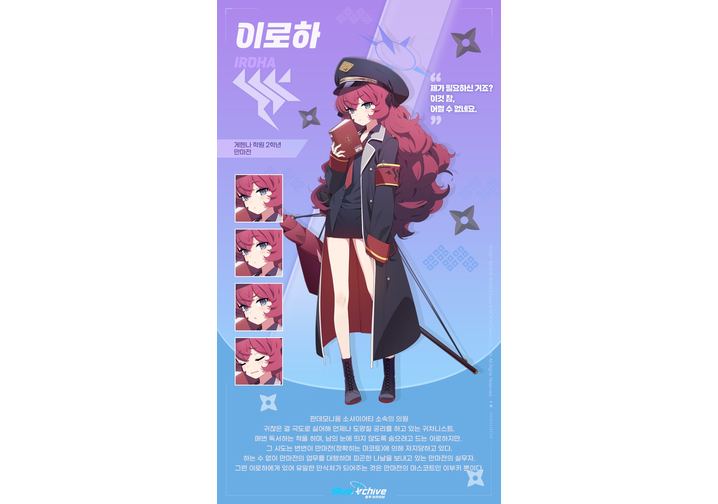 이로하
IROHA
“
제가 필요하신 거죠?
이것 참,
어쩔 수 없네요.
”
게헨나 학원 2학년
만마전
판데모니움 소사이어티 소속의 의원
귀찮은 걸 극도로 싫어해 언제나 도망칠 궁리를 하고 있는 귀차니스트.
매번 독서하는 척을 하며, 남의 눈에 띄지 않도록 숨으려고 드는 이로하지만,
그 시도는 번번이 만마전(정확히는 마코토)에 의해 저지당하고 있다.
하는 수 없이 만마전의 업무를 대행하며 피곤한 나날을 보내고 있는 만마전의 실무자.
그런 이로하에게 있어 유일한 안식처가 되어주는 것은 만마전의 마스코트인 이부키 뿐이다.
Blue Archive